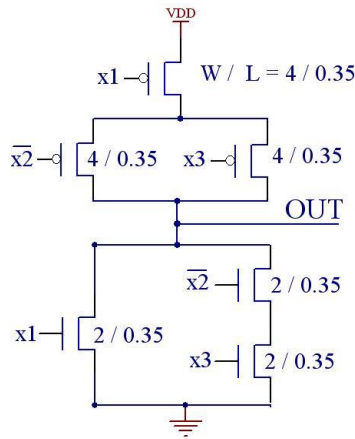 VDD
x1 W / L = 4 / 0.35
x̅2̅ 4 / 0.35 x3 4 / 0.35
OUT
x̅2̅ 2 / 0.35
x1 2 / 0.35
x3 2 / 0.35